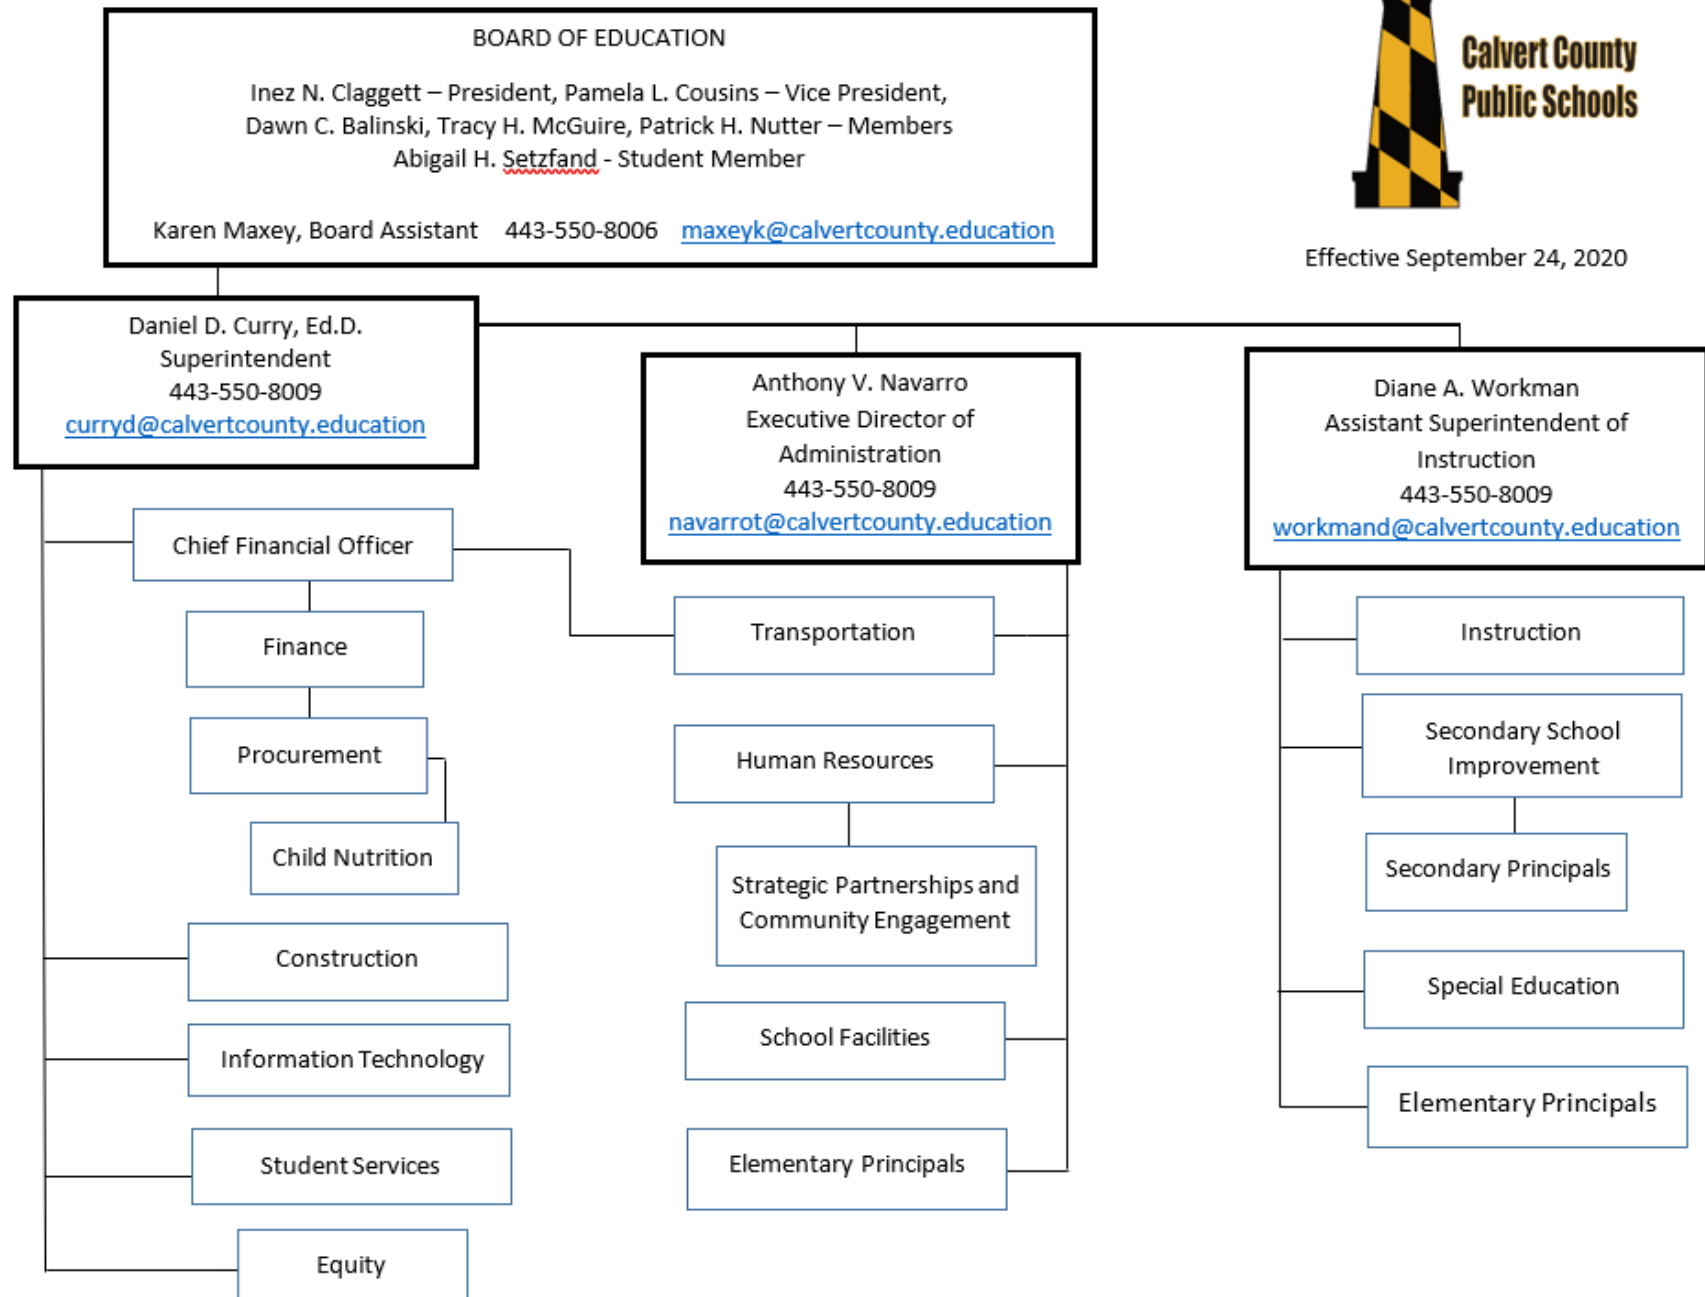 BOARD OF EDUCATION
Inez N. Claggett – President, Pamela L. Cousins – Vice President,
Dawn C. Balinski, Tracy H. McGuire, Patrick H. Nutter – Members
Abigail H. Setzfand - Student Member
Karen Maxey, Board Assistant 443-550-8006 maxeyk@calvertcounty.education
Calvert County
Public Schools
Effective September 24, 2020
Daniel D. Curry, Ed.D.
Superintendent
443-550-8009
curryd@calvertcounty.education
Anthony V. Navarro
Executive Director of
Administration
443-550-8009
navarrot@calvertcounty.education
Diane A. Workman
Assistant Superintendent of
Instruction
443-550-8009
workmand@calvertcounty.education
Chief Financial Officer
Finance
Procurement
Child Nutrition
Construction
Information Technology
Student Services
Equity
Transportation
Human Resources
Strategic Partnerships and
Community Engagement
School Facilities
Elementary Principals
Instruction
Secondary School
Improvement
Secondary Principals
Special Education
Elementary Principals